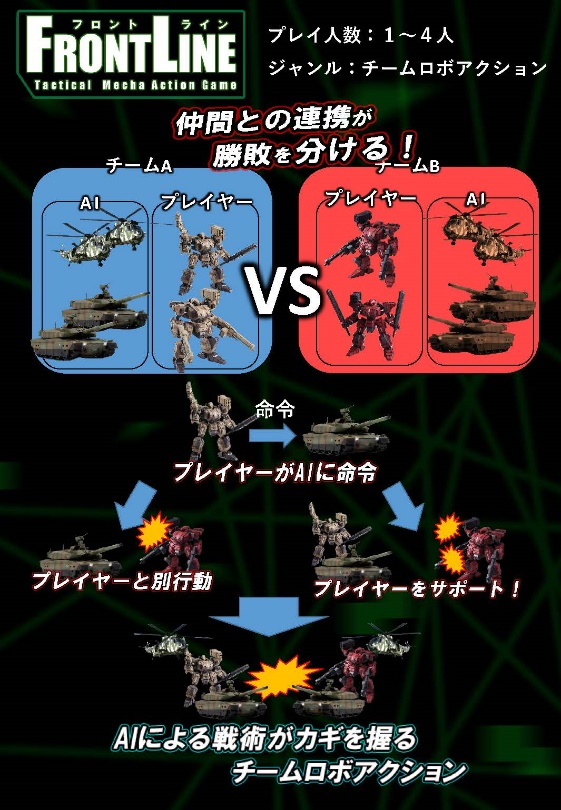 フロント ライン
FRONTLINE
Tactical Mecha Action Game
プレイ人数：１～４人
ジャンル：チームロボアクション
仲間との連携が
勝敗を分ける！
チームA
チームB
AI
プレイヤー
プレイヤー
AI
VS
命令
プレイヤーがAIに命令
プレイヤーと別行動
プレイヤーをサポート！
AIによる戦術がカギを握る
チームロボアクション